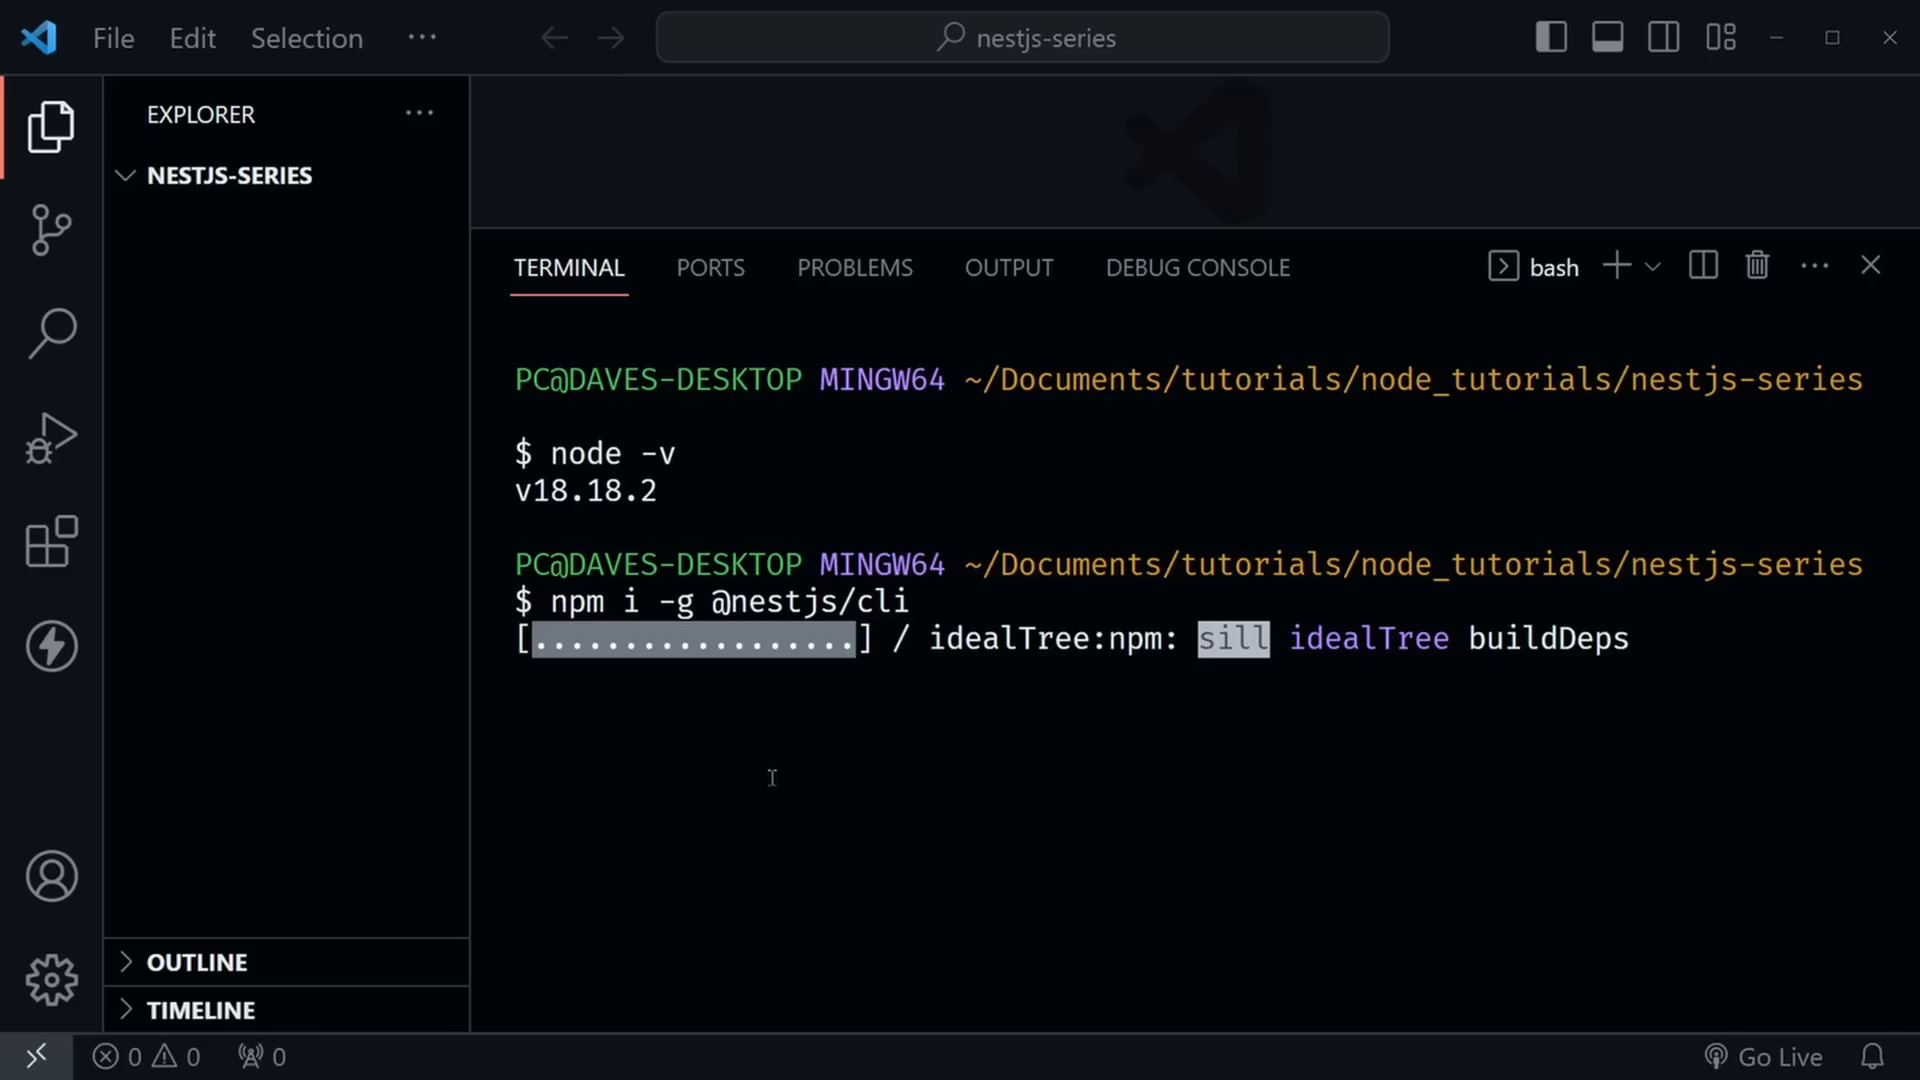 File Edit Selection ···
nestjs-series
EXPLORER ···
NESTJS-SERIES
TERMINAL PORTS PROBLEMS OUTPUT DEBUG CONSOLE
bash ···
PC@DAVES-DESKTOP MINGW64 ~/Documents/tutorials/node_tutorials/nestjs-series
$ node -v
v18.18.2
PC@DAVES-DESKTOP MINGW64 ~/Documents/tutorials/node_tutorials/nestjs-series
$ npm i -g @nestjs/cli
[..................] / idealTree:npm: sill idealTree buildDeps
OUTLINE
TIMELINE
0 0 0
Go Live